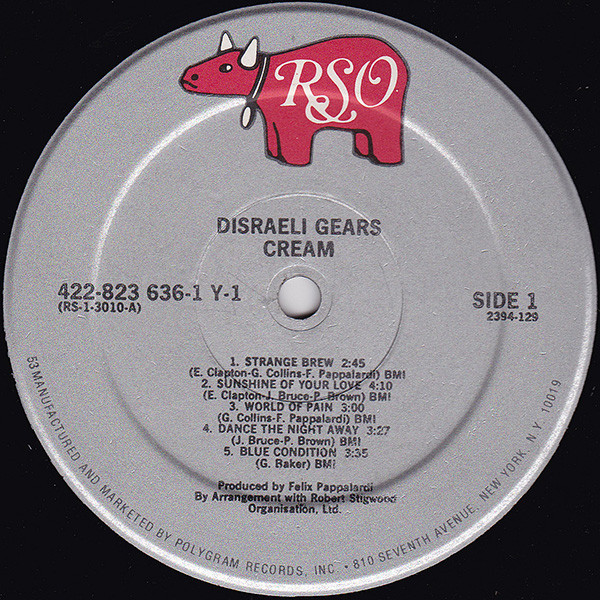 RSO
DISRAELI GEARS
CREAM
422-823 636-1 Y-1
(RS-1-3010-A)
SIDE 1
2394-129
1. STRANGE BREW 2:45
(E. Clapton-G. Collins-F. Pappalardi) BMI
2. SUNSHINE OF YOUR LOVE 4:10
(E. Clapton-J. Bruce-P. Brown) BMI
3. WORLD OF PAIN 3:00
(G. Collins-F. Pappalardi) BMI
4. DANCE THE NIGHT AWAY 3:27
(J. Bruce-P. Brown) BMI
5. BLUE CONDITION 3:35
(G. Baker) BMI
Produced by Felix Pappalardi
By Arrangement with Robert Stigwood
Organisation, Ltd.
53 MANUFACTURED AND MARKETED BY POLYGRAM RECORDS, INC • 810 SEVENTH AVENUE, NEW YORK, N.Y. 10019